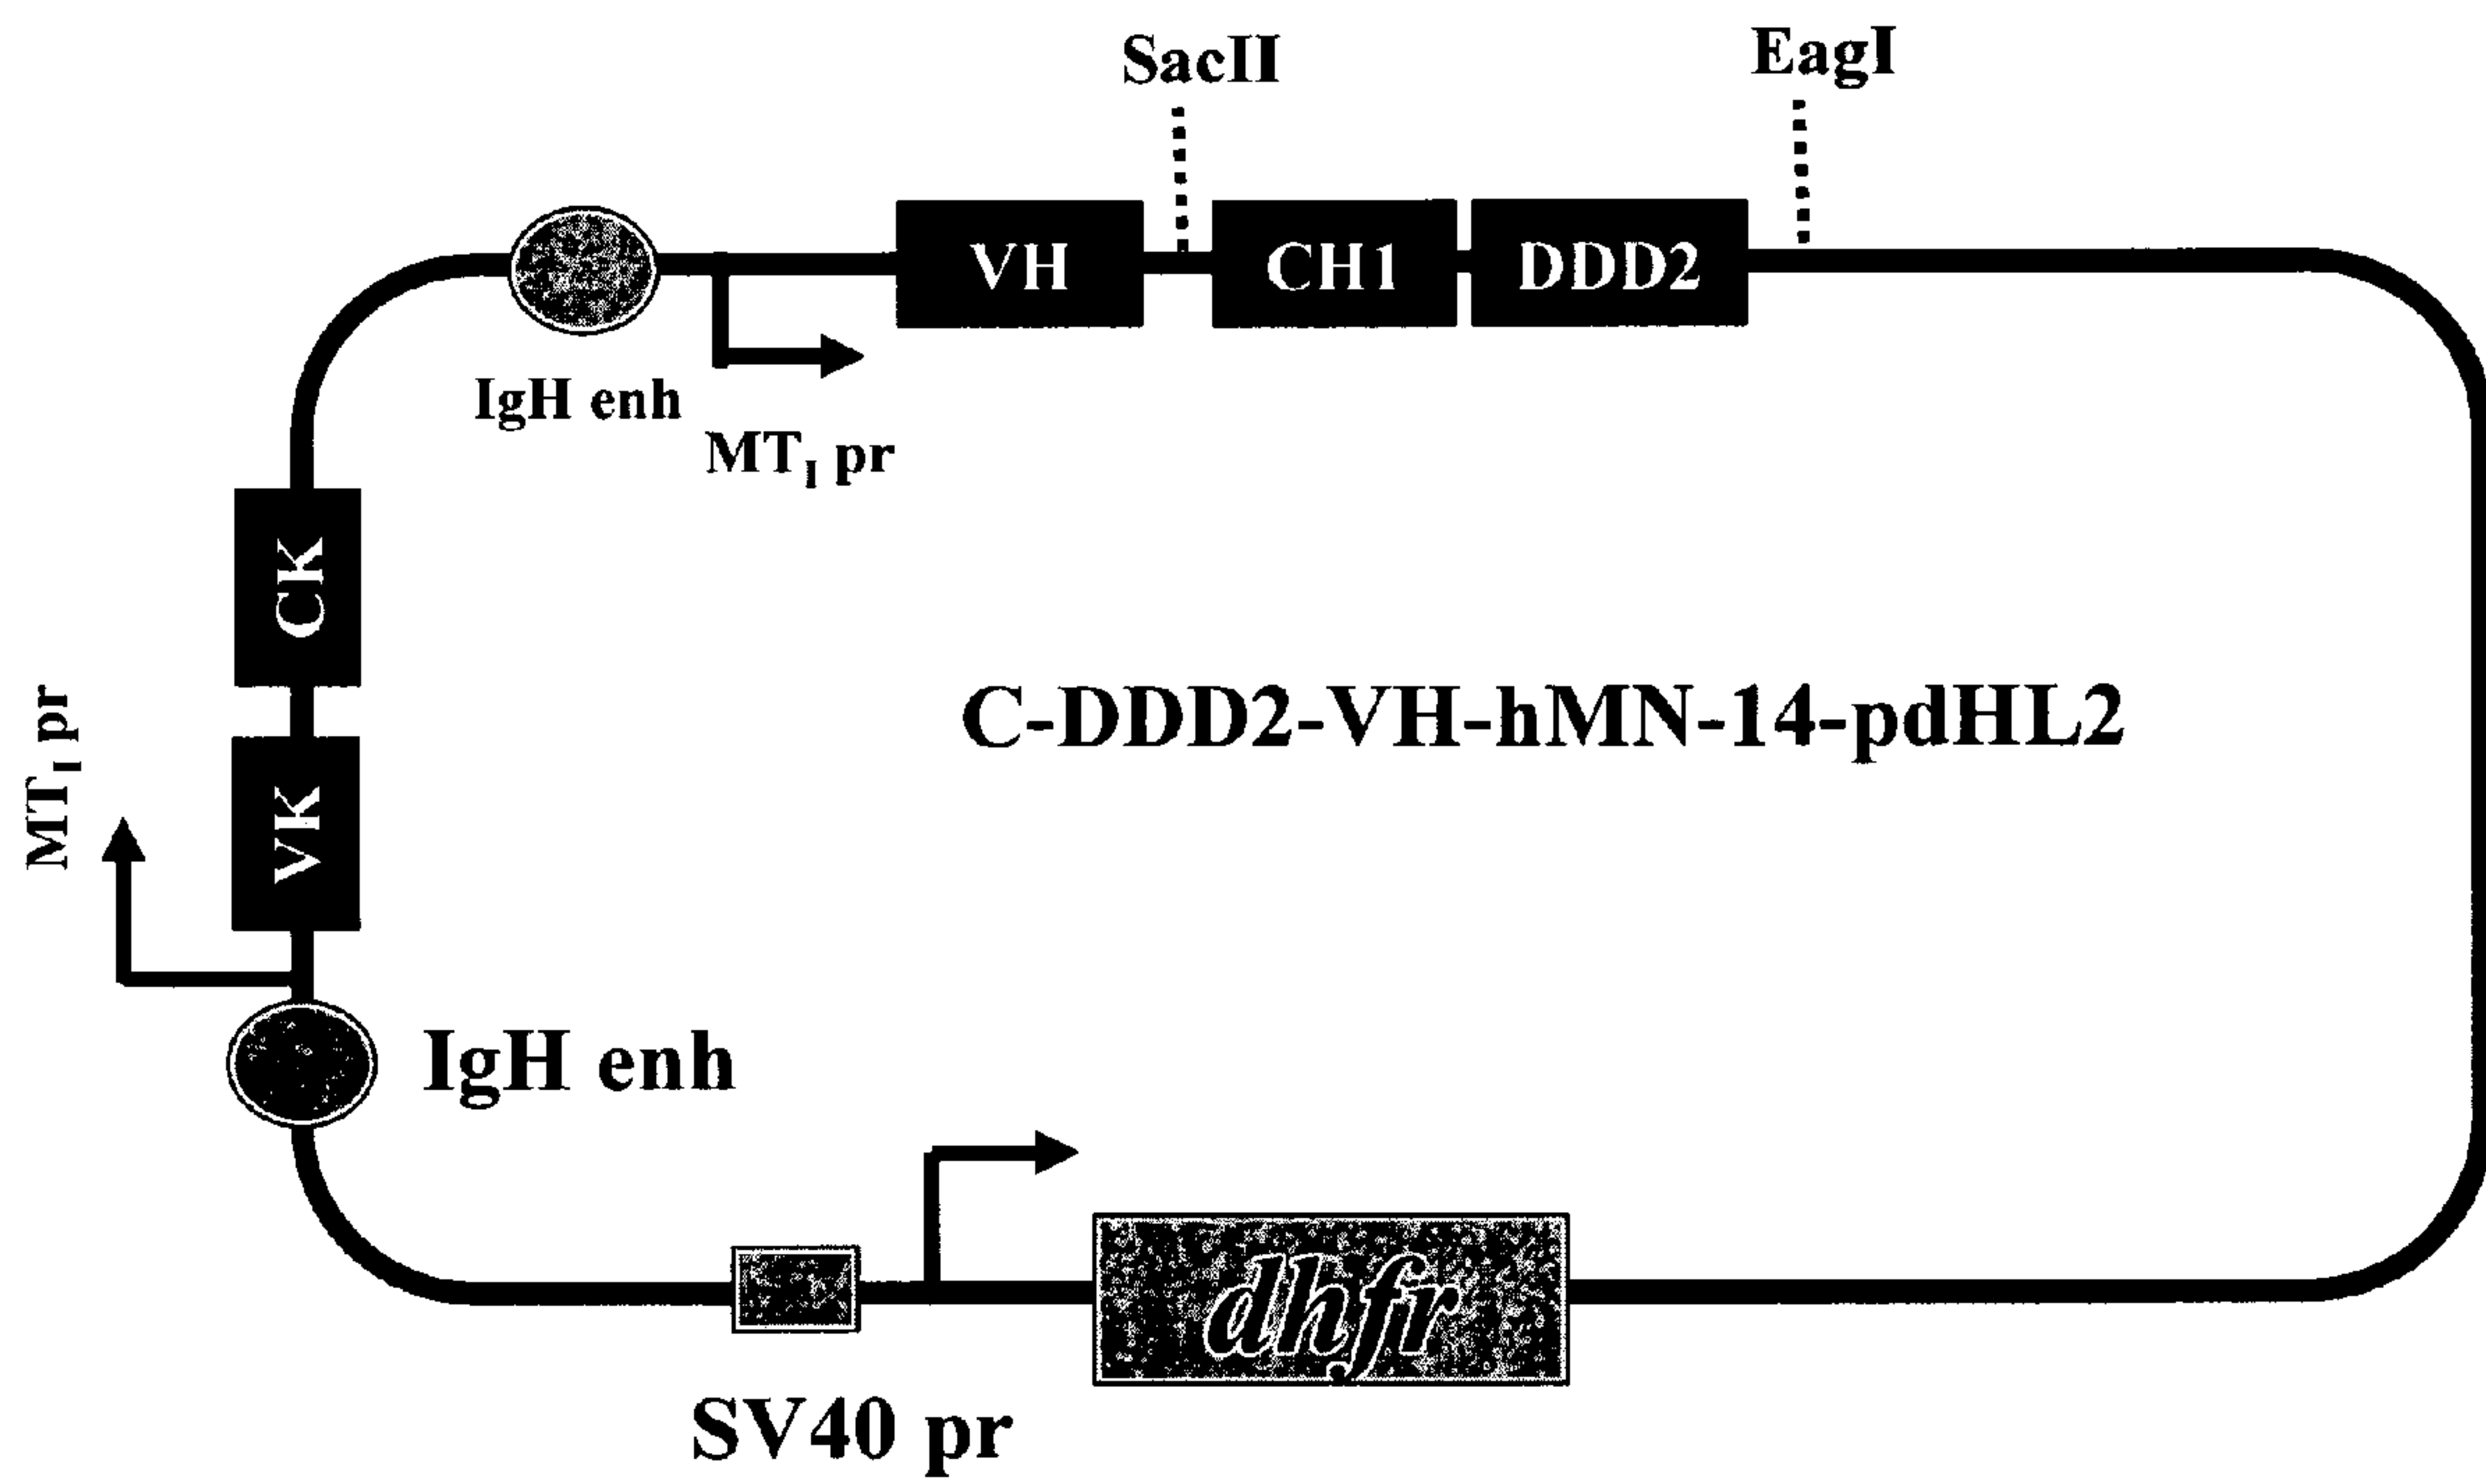 SacII
EagI
VH
CH1
DDD2
IgH enh
MTI pr
CK
C-DDD2-VH-hMN-14-pdHL2
MTI pr
VK
IgH enh
dhfr
SV40 pr